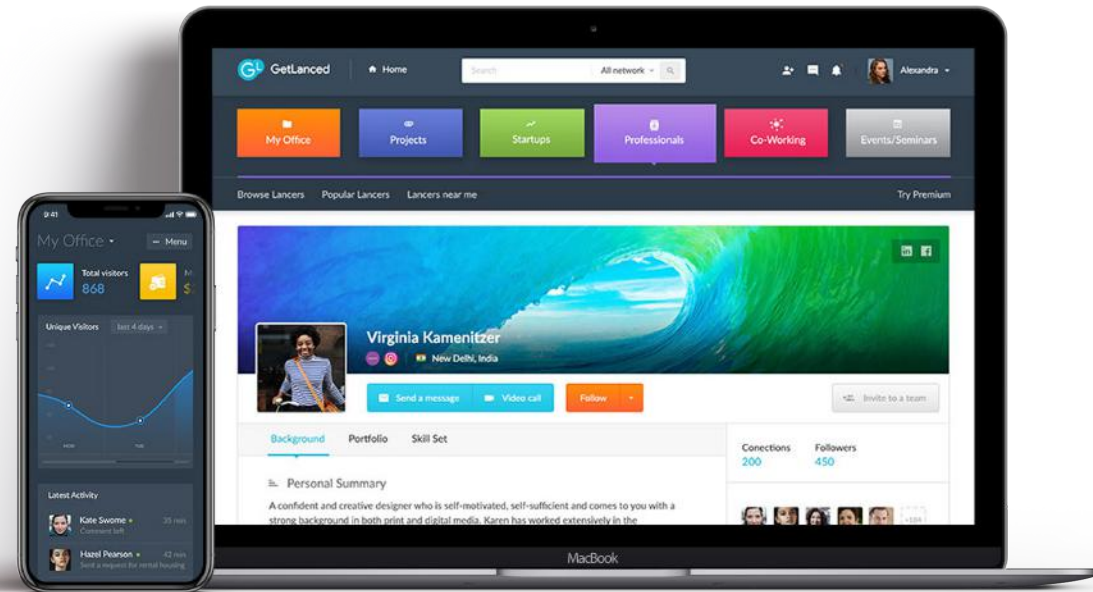 GL GetLanced Home Search All network Alexandra
My Office Projects Startups Professionals Co-Working Events/Seminars
Browse Lancers Popular Lancers Lancers near me Try Premium
Virginia Kamenitzer
New Delhi, India
Send a message Video call Follow Invite to a team
Background Portfolio Skill Set
Conections Followers
200 450
Personal Summary
A confident and creative designer who is self-motivated, self-sufficient and comes to you with a
strong background in both print and digital media. Karen has worked extensively in the
MacBook
9:41
My Office Menu
Total visitors
868
Unique Visitors last 4 days
MON TUE
Latest Activity
Kate Swome 35 min
Comment left
Hazel Pearson 42 min
Sent a request for rental housing